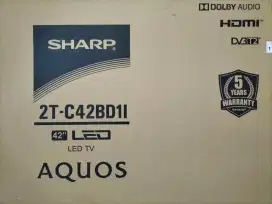 DOLBY AUDIO
HDMI
DVB T2
SHARP
5
YEARS
WARRANTY
2T-C42BD1I
42" LED
LED TV
AQUOS